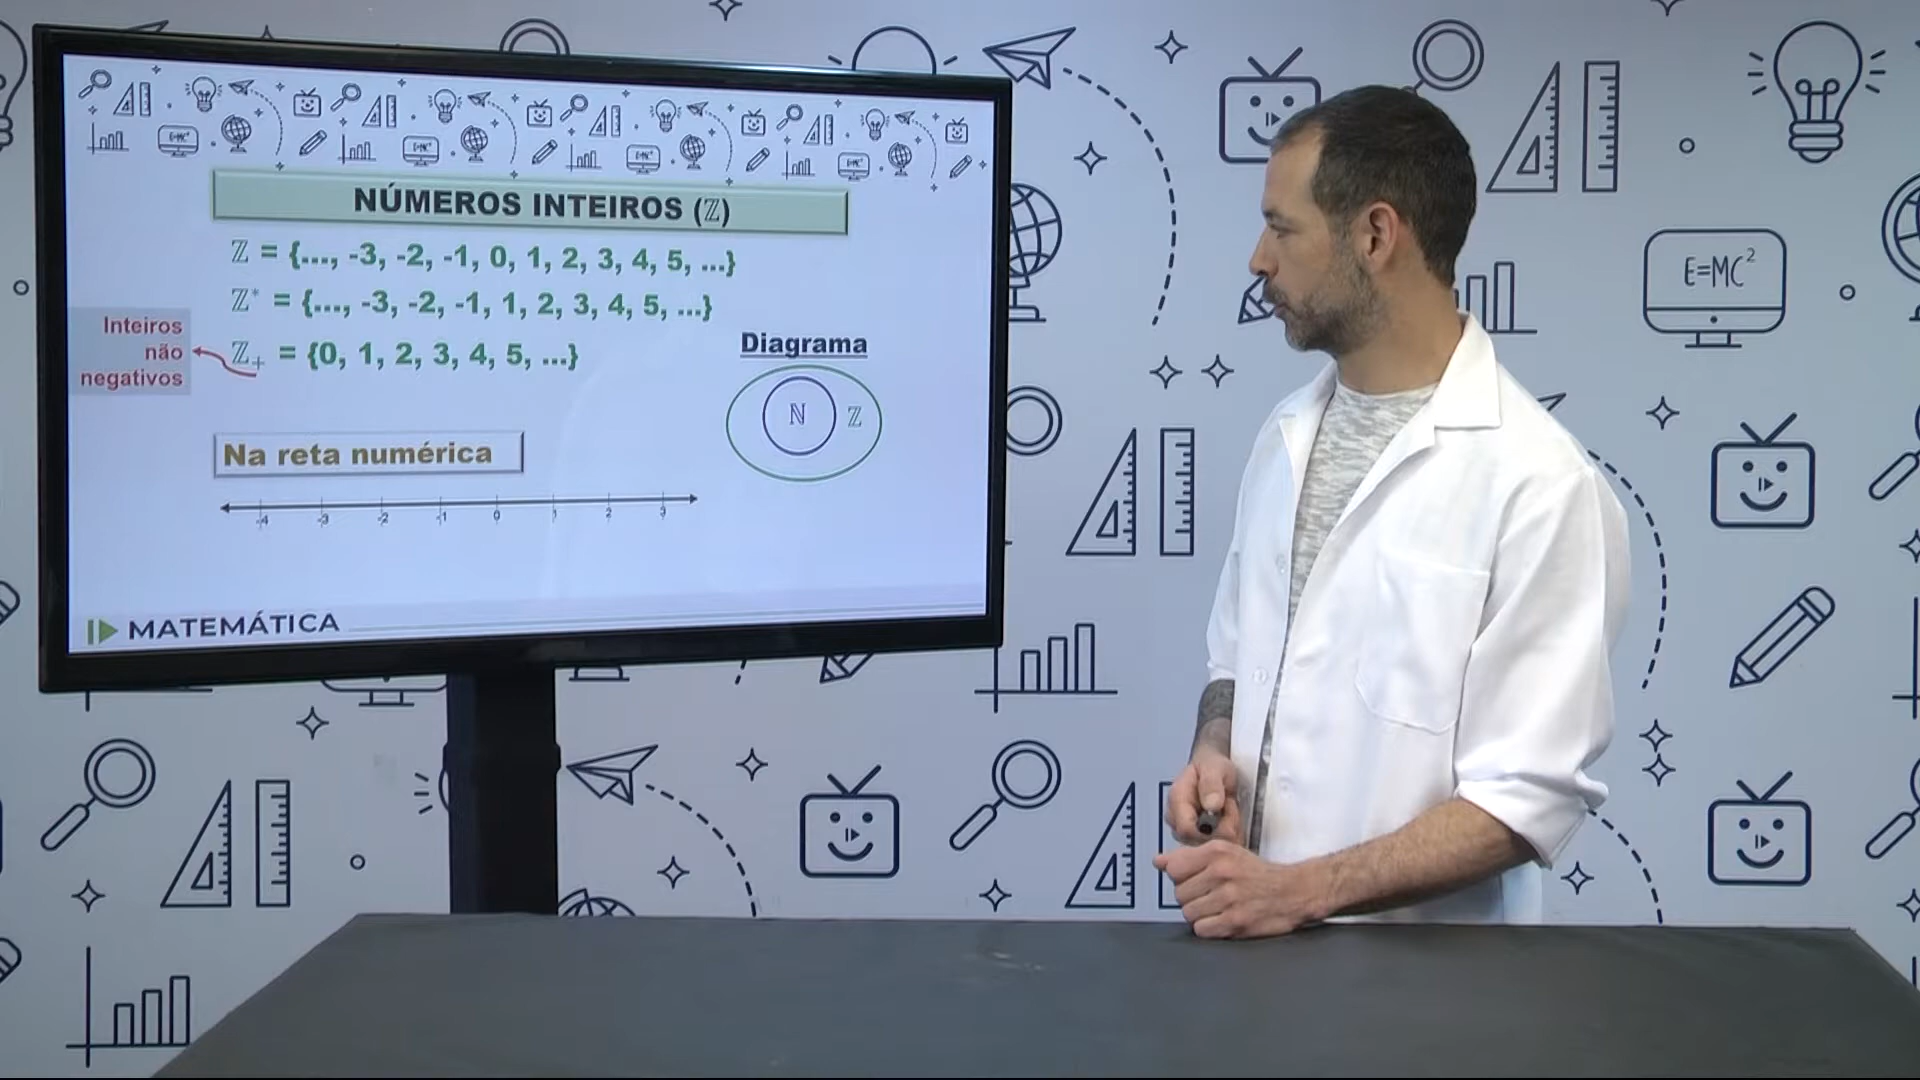 NÚMEROS INTEIROS (ℤ)
ℤ = {..., -3, -2, -1, 0, 1, 2, 3, 4, 5, ...}
ℤ* = {..., -3, -2, -1, 1, 2, 3, 4, 5, ...}
Inteiros
não
negativos
ℤ₊ = {0, 1, 2, 3, 4, 5, ...}
Diagrama
ℕ ℤ
Na reta numérica
-4 -3 -2 -1 0 1 2 3
MATEMÁTICA
E=MC²